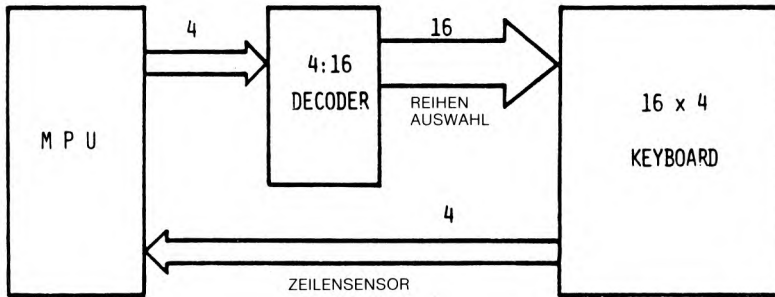 4
16
4:16
DECODER
REIHEN
AUSWAHL
M P U
16 x 4
KEYBOARD
4
ZEILENSENSOR